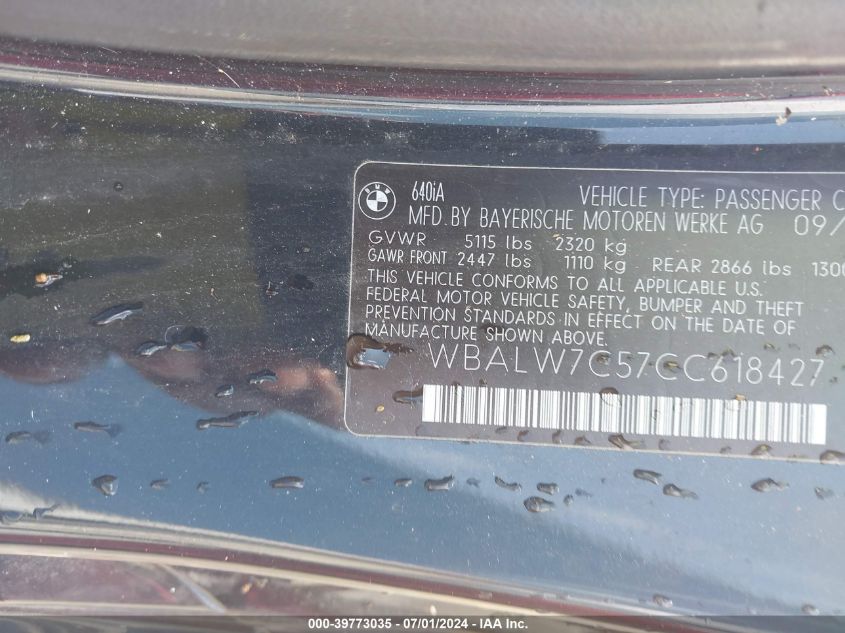 BMW
640iA VEHICLE TYPE: PASSENGER C
MFD. BY BAYERISCHE MOTOREN WERKE AG 09/
GVWR 5115 lbs 2320 kg
GAWR FRONT 2447 lbs 1110 kg REAR 2866 lbs 1300
THIS VEHICLE CONFORMS TO ALL APPLICABLE U.S.
FEDERAL MOTOR VEHICLE SAFETY, BUMPER AND THEFT
PREVENTION STANDARDS IN EFFECT ON THE DATE OF
MANUFACTURE SHOWN ABOVE.
WBALW7C57CC618427
000-39773035 - 07/01/2024 - IAA Inc.